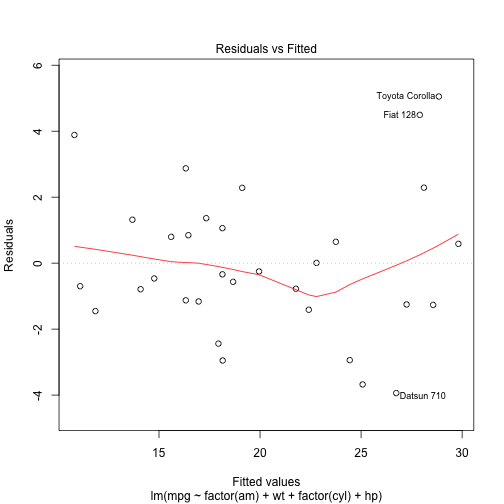 Residuals vs Fitted
Residuals
6
4
2
0
-2
-4
Toyota Corolla
Fiat 128
Datsun 710
15
20
25
30
Fitted values
lm(mpg ~ factor(am) + wt + factor(cyl) + hp)